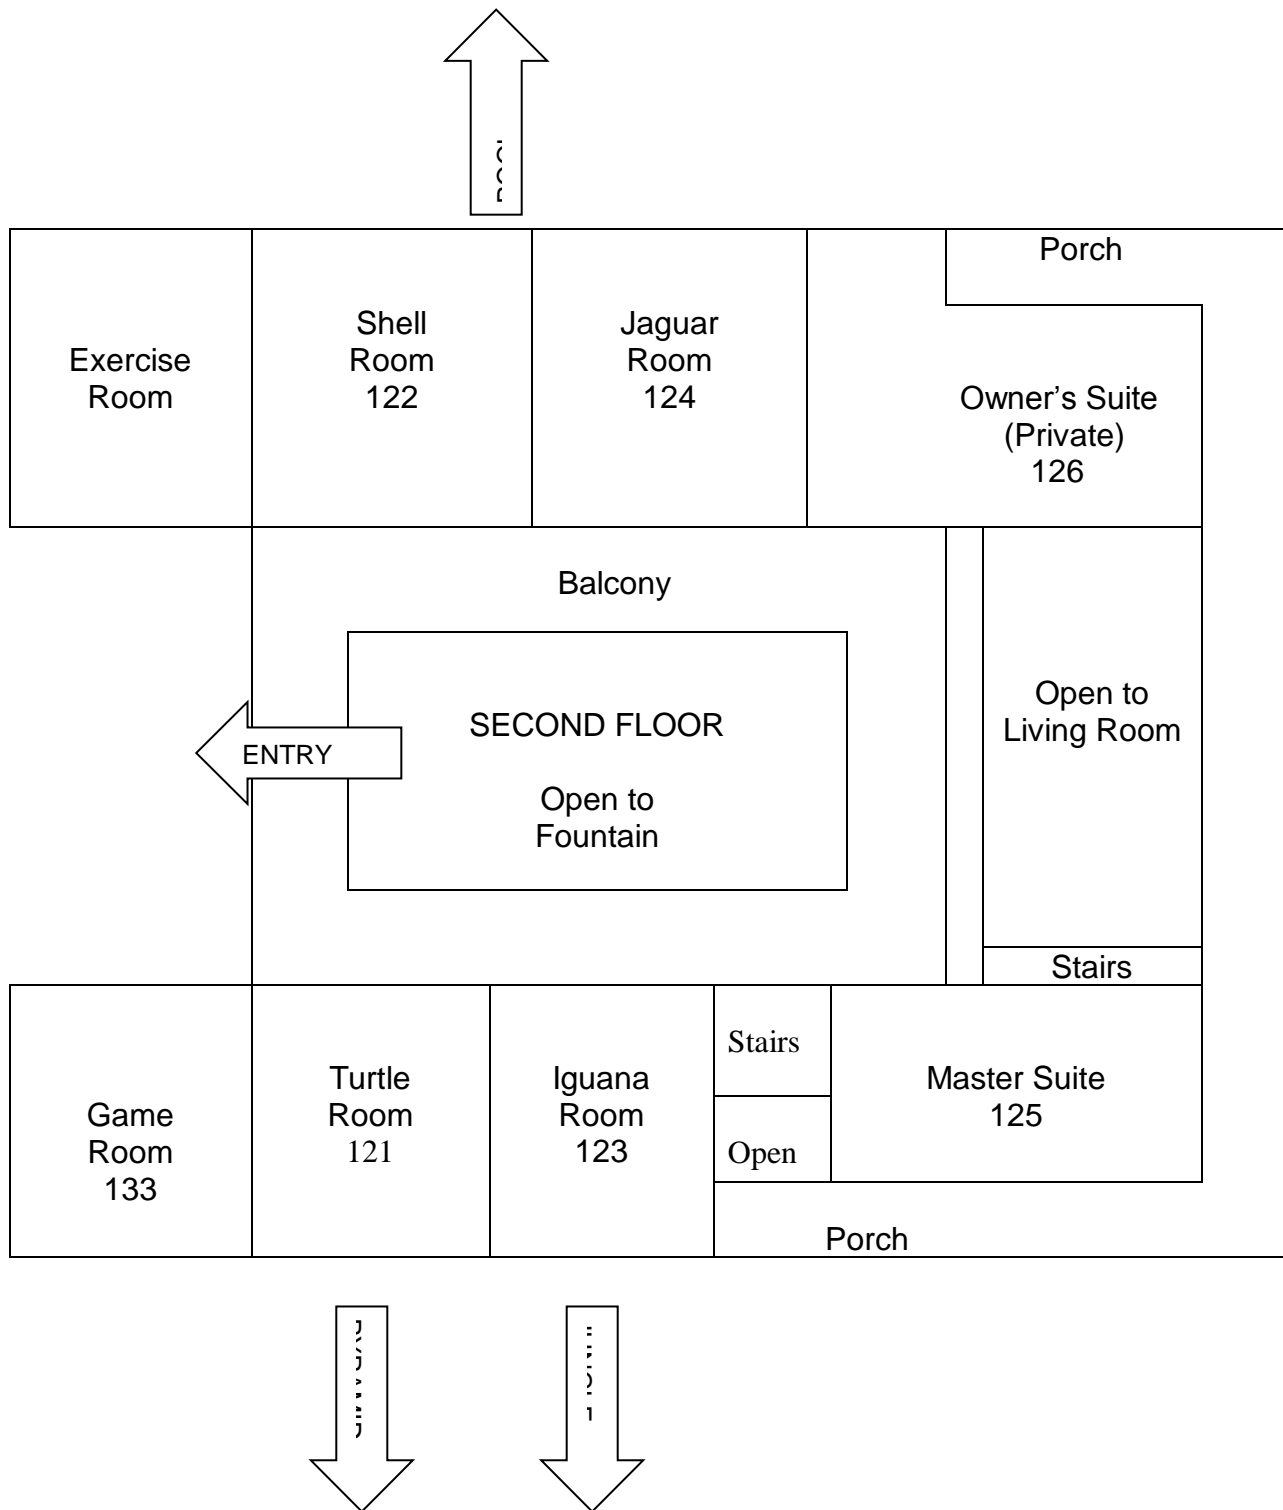 Porch
Exercise
Room
Shell
Room
122
Jaguar
Room
124
Owner’s Suite
(Private)
126
Balcony
ENTRY
SECOND FLOOR
Open to
Fountain
Open to
Living Room
Stairs
Game
Room
133
Turtle
Room
121
Iguana
Room
123
Stairs
Open
Master Suite
125
Porch